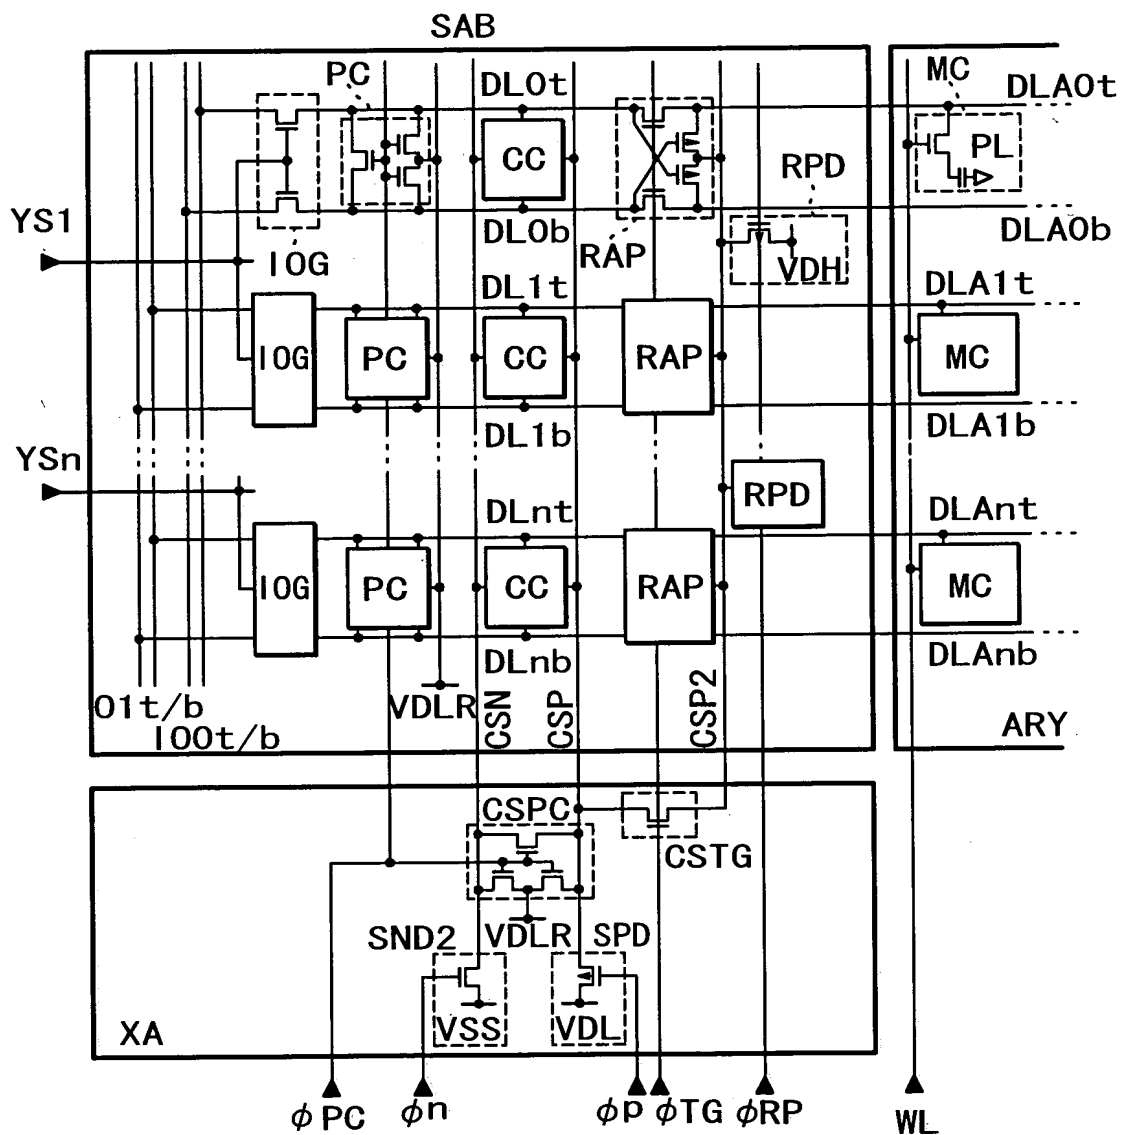 SAB
PC
DL0t
MC
DLA0t
CC
PL
RPD
YS1
IOG
DL0b
RAP
DLA0b
VDH
DL1t
DLA1t
IOG
PC
CC
RAP
MC
DL1b
DLA1b
YSn
RPD
DLnt
DLAnt
IOG
PC
CC
RAP
MC
DLnb
DLAnb
01t/b
VDLR
CSN
CSP
CSP2
IO0t/b
ARY
CSPC
CSTG
SND2
VDLR
SPD
VSS
VDL
XA
φPC
φn
φp
φTG
φRP
WL